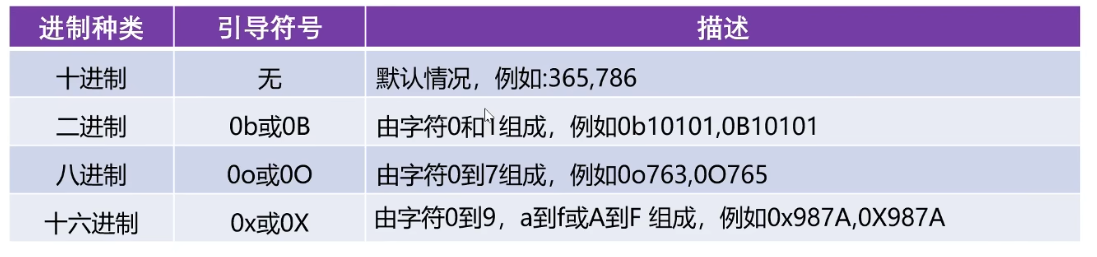 进制种类 引导符号 描述
十进制 无 默认情况，例如:365,786
二进制 0b或0B 由字符0和1组成，例如0b10101,0B10101
八进制 0o或0O 由字符0到7组成，例如0o763,0O765
十六进制 0x或0X 由字符0到9，a到f或A到F 组成，例如0x987A,0X987A